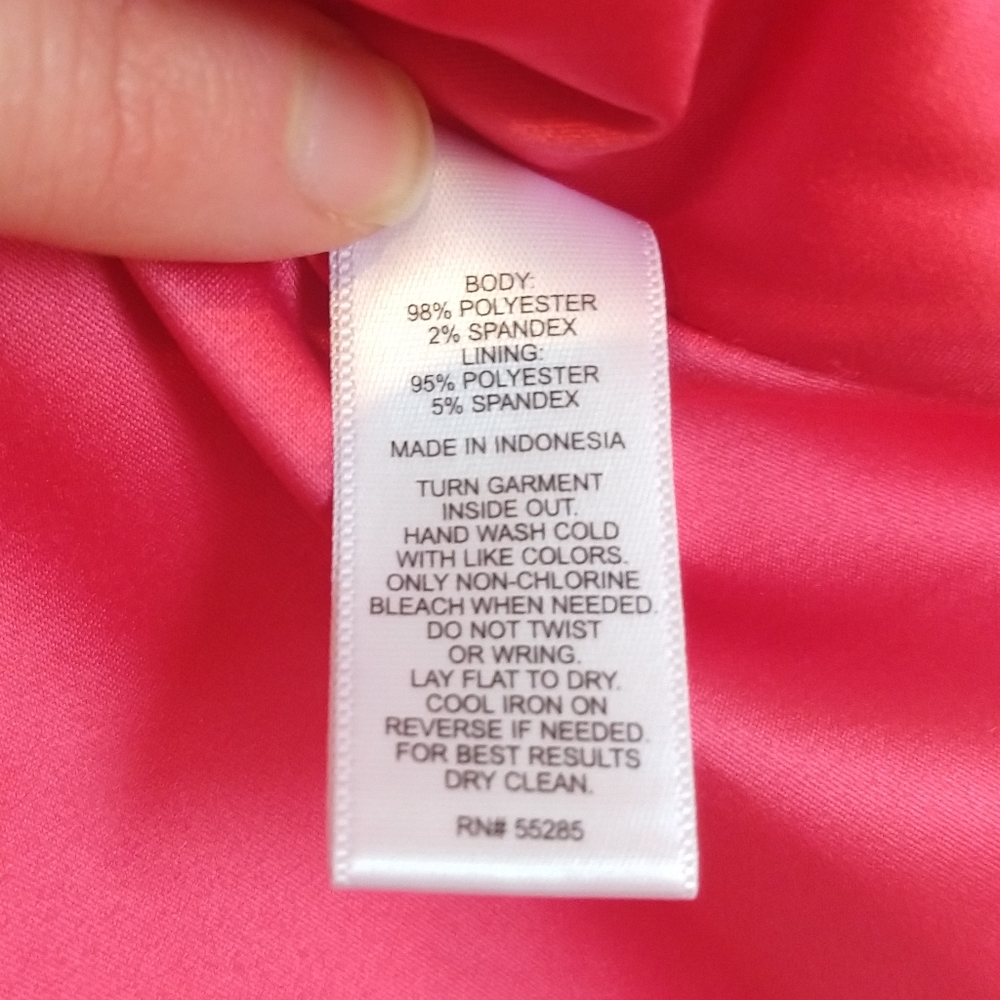 BODY:
98% POLYESTER
2% SPANDEX
LINING:
95% POLYESTER
5% SPANDEX
MADE IN INDONESIA
TURN GARMENT
INSIDE OUT.
HAND WASH COLD
WITH LIKE COLORS.
ONLY NON-CHLORINE
BLEACH WHEN NEEDED.
DO NOT TWIST
OR WRING.
LAY FLAT TO DRY.
COOL IRON ON
REVERSE IF NEEDED.
FOR BEST RESULTS
DRY CLEAN.
RN# 55285